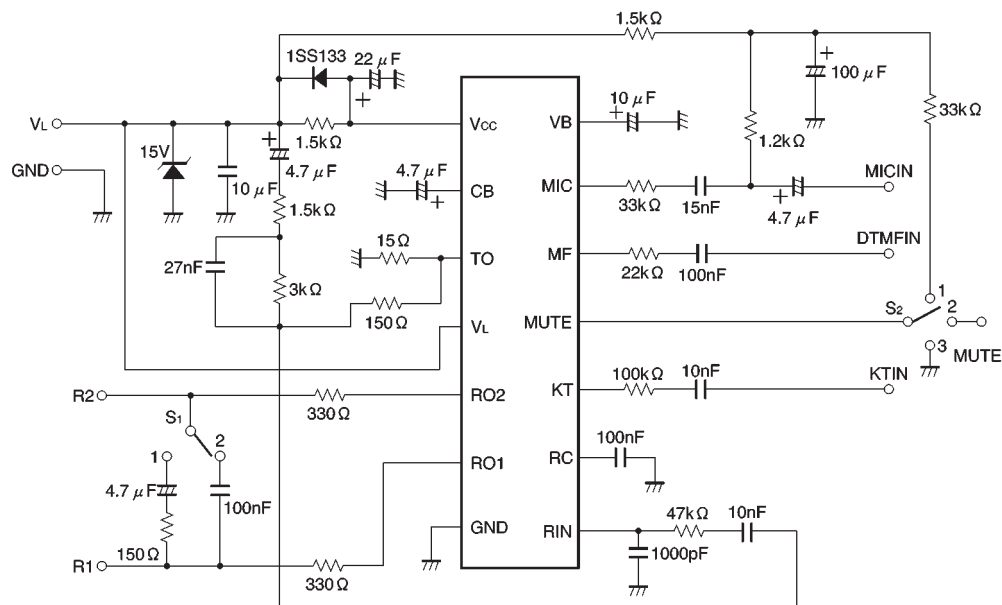 1.5kΩ
1SS133
22 μF
+
+
100 μF
33kΩ
VL
15V
10 μF
+
4.7 μF
1.5kΩ
VCC
VB
+
10 μF
1.2kΩ
GND
4.7 μF
+
CB
MIC
33kΩ
15nF
+
4.7 μF
MICIN
1.5kΩ
15Ω
TO
MF
22kΩ
100nF
DTMFIN
27nF
3kΩ
150Ω
VL
MUTE
S2
1
2
3
MUTE
R2
330Ω
RO2
KT
100kΩ
10nF
KTIN
S1
2
1
RO1
RC
100nF
4.7 μF
100nF
150Ω
GND
RIN
47kΩ
10nF
1000pF
R1
330Ω